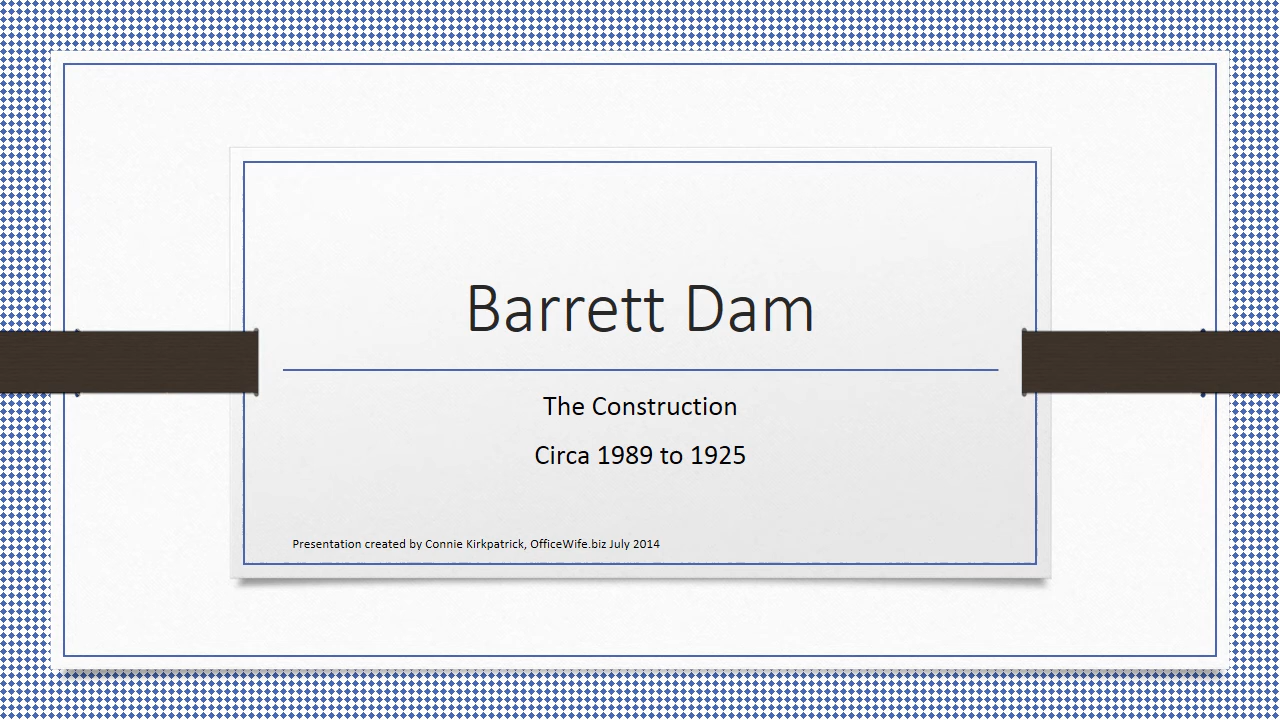 Barrett Dam
The Construction
Circa 1989 to 1925
Presentation created by Connie Kirkpatrick, OfficeWife.biz July 2014